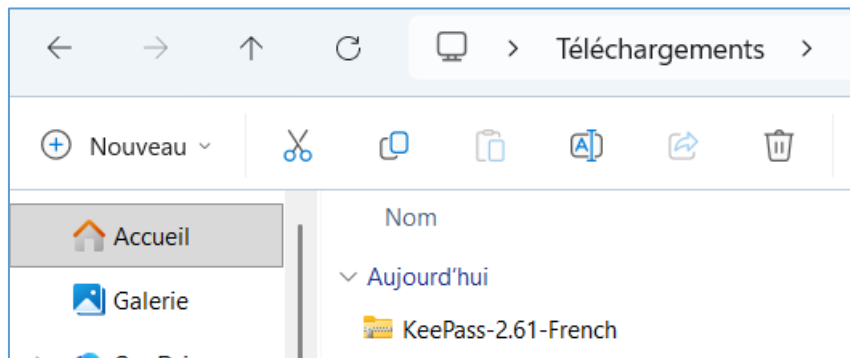 Téléchargements
Nouveau
Accueil
Nom
Aujourd'hui
Galerie
KeePass-2.61-French